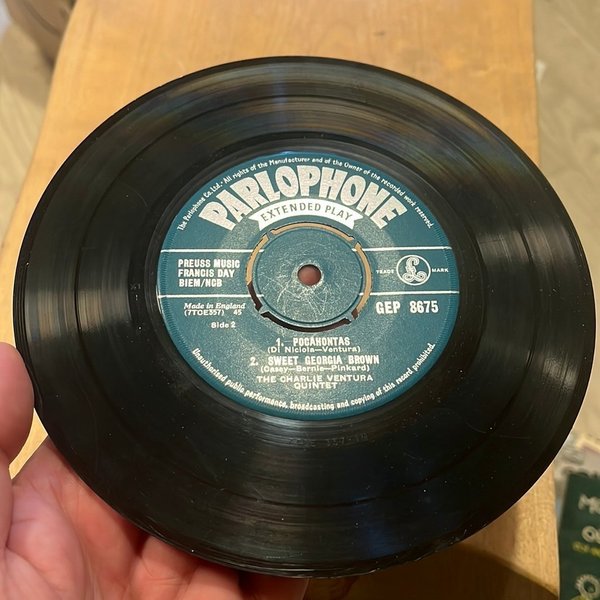 The Parlophone Co. Ltd. All rights of the Manufacturer and of the Owner of the recorded work reserved.
PARLOPHONE
EXTENDED PLAY
PREUSS MUSIC
FRANCIS DAY
BIEM/NCB
TRADE £ MARK
Made in England
(7TOE357) 45
GEP 8675
Side 2
1. POCAHONTAS
(Di Niciola—Ventura)
2. SWEET GEORGIA BROWN
(Casey—Bernie—Pinkard)
THE CHARLIE VENTURA
QUINTET
Unauthorised public performance, broadcasting and copying of this record prohibited.